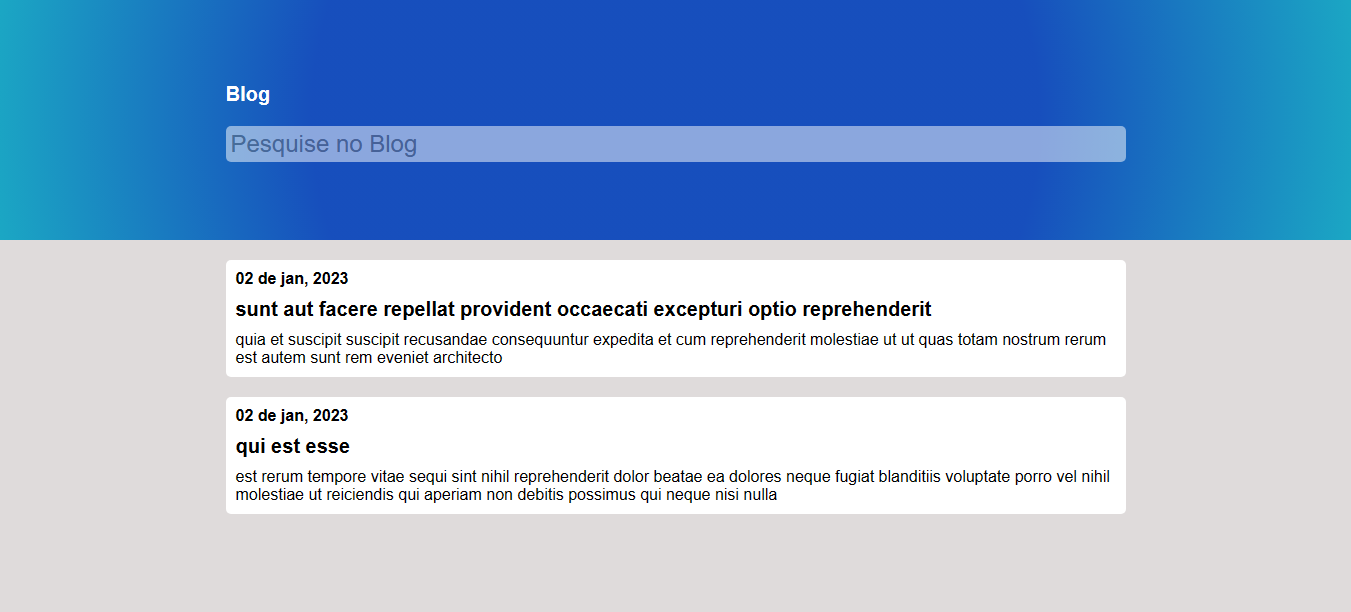 Blog
Pesquise no Blog
02 de jan, 2023
sunt aut facere repellat provident occaecati excepturi optio reprehenderit
quia et suscipit suscipit recusandae consequuntur expedita et cum reprehenderit molestiae ut ut quas totam nostrum rerum
est autem sunt rem eveniet architecto
02 de jan, 2023
qui est esse
est rerum tempore vitae sequi sint nihil reprehenderit dolor beatae ea dolores neque fugiat blanditiis voluptate porro vel nihil
molestiae ut reiciendis qui aperiam non debitis possimus qui neque nisi nulla